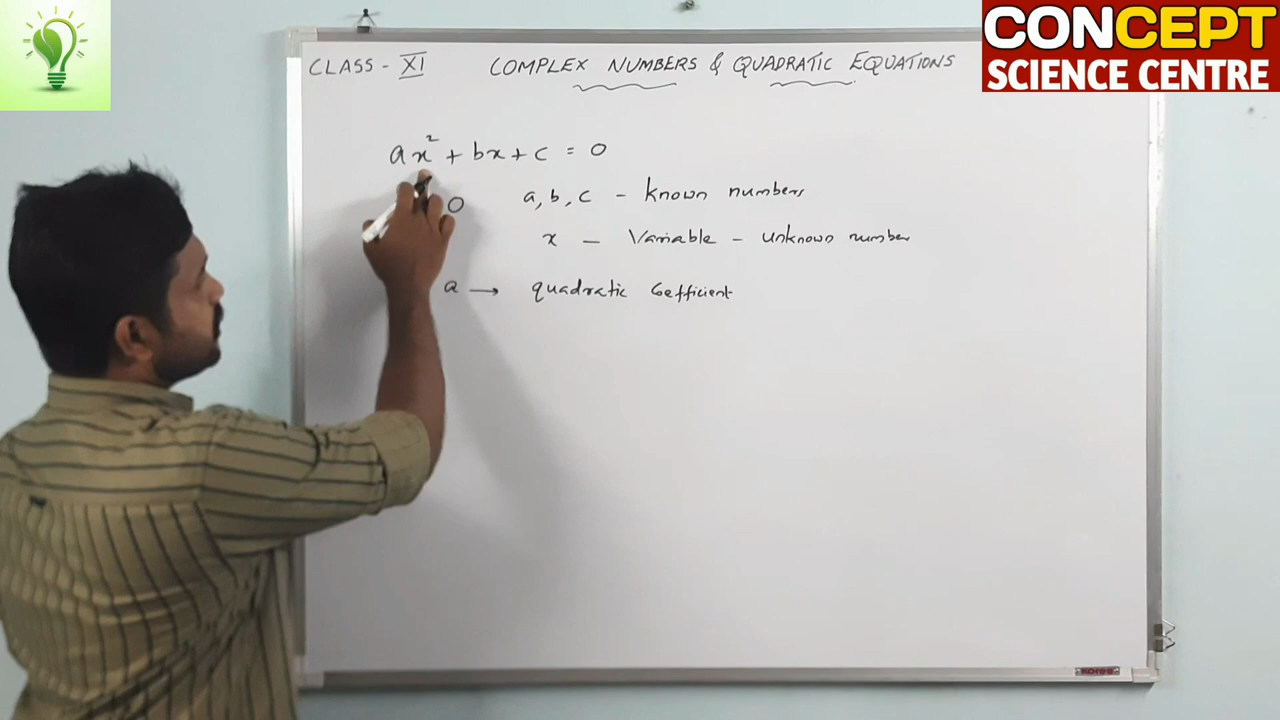 CONCEPT
SCIENCE CENTRE
CLASS - XI COMPLEX NUMBERS & QUADRATIC EQUATIONS
ax² + bx + c = 0
0 a, b, c - known numbers
x - Variable - unknown number
a → quadratic Coefficient